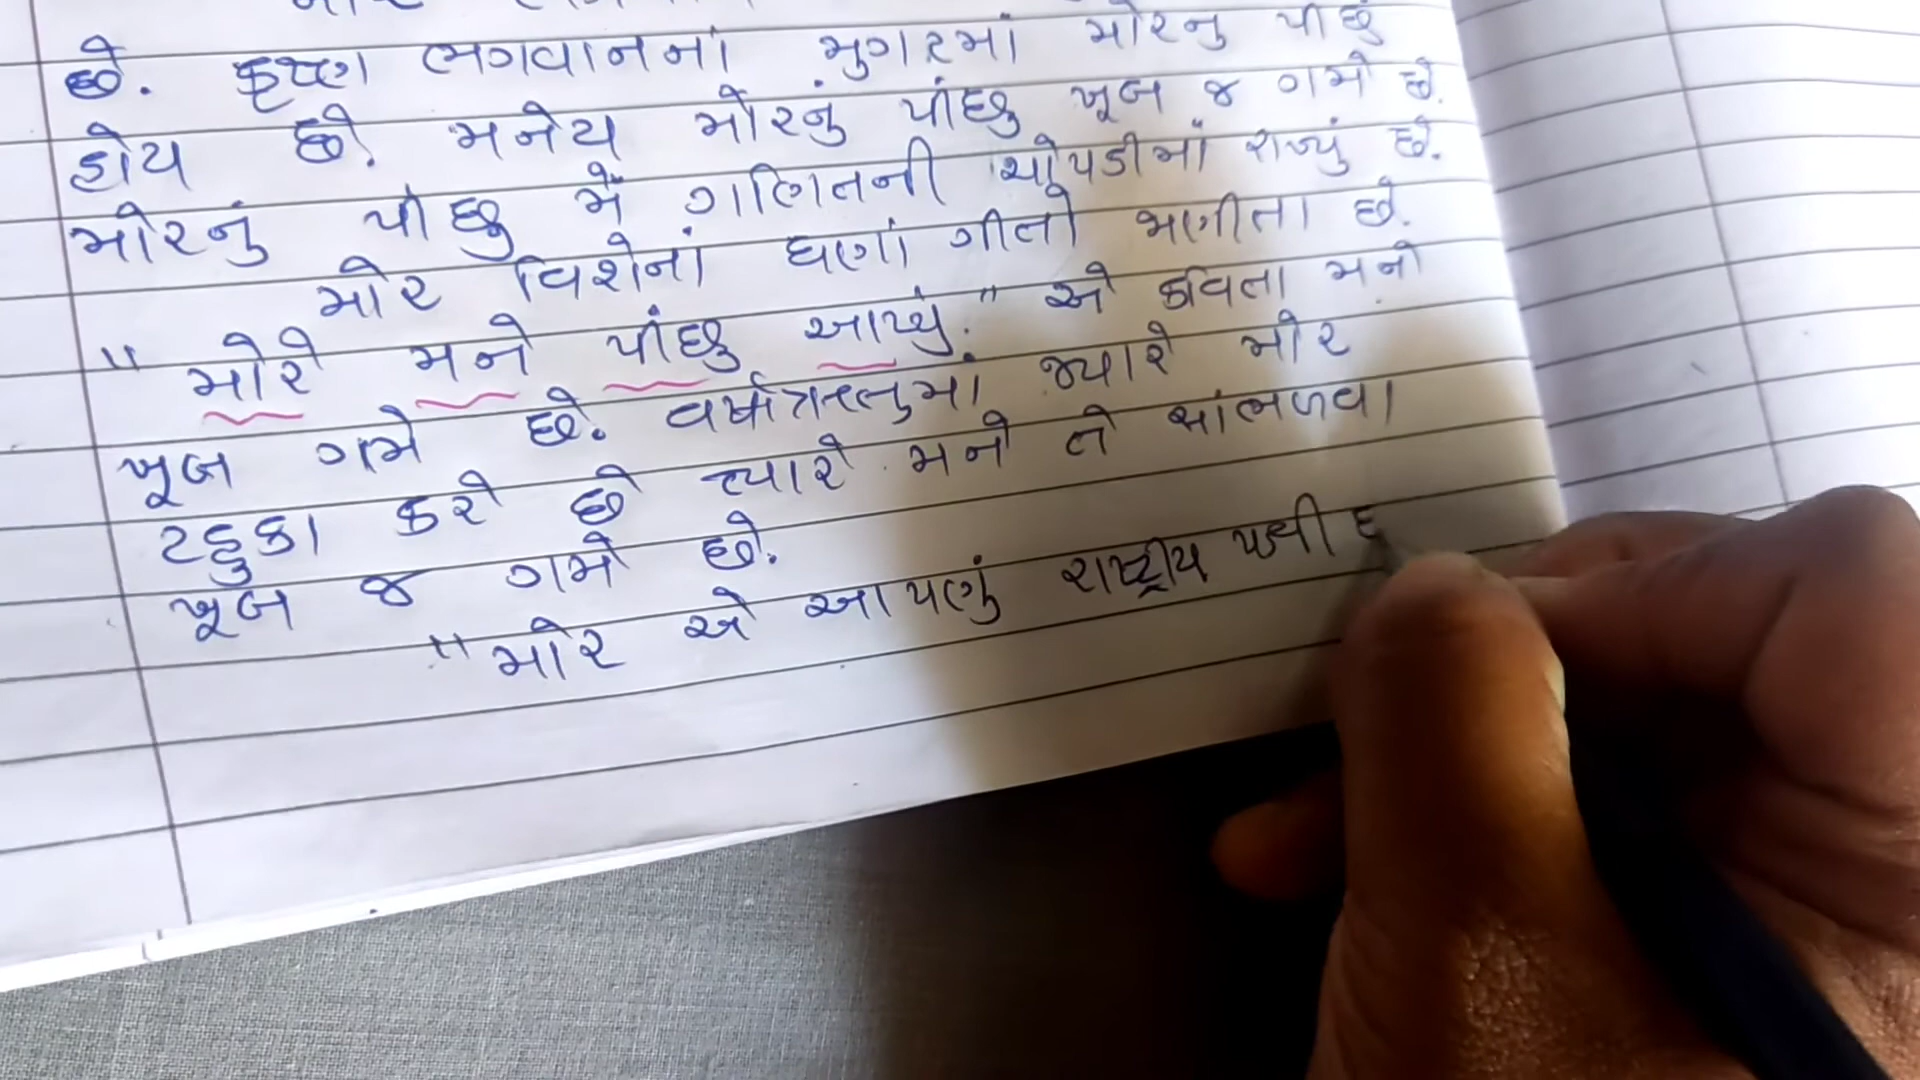 છે. કૃષ્ણ ભગવાનનાં મુગટમાં મોરનું પીંછું
હોય છે. મનેય મોરનું પીંછુ ખૂબ જ ગમે છે.
મોરનું પીંછુ મેં ગણિતની ચોપડીમાં રાખ્યું છે.
મોર વિશેનાં ઘણાં ગીતો જાણીતા છે.
" મોરે મને પીંછુ આપ્યું. " એ કવિતા મને
ખૂબ ગમે છે. વર્ષાઋતુમાં જ્યારે મોર
ટહુકા કરે છે ત્યારે મને તે સાંભળવા
ખૂબ જ ગમે છે.
" મોર એ આપણું રાષ્ટ્રીય પક્ષી